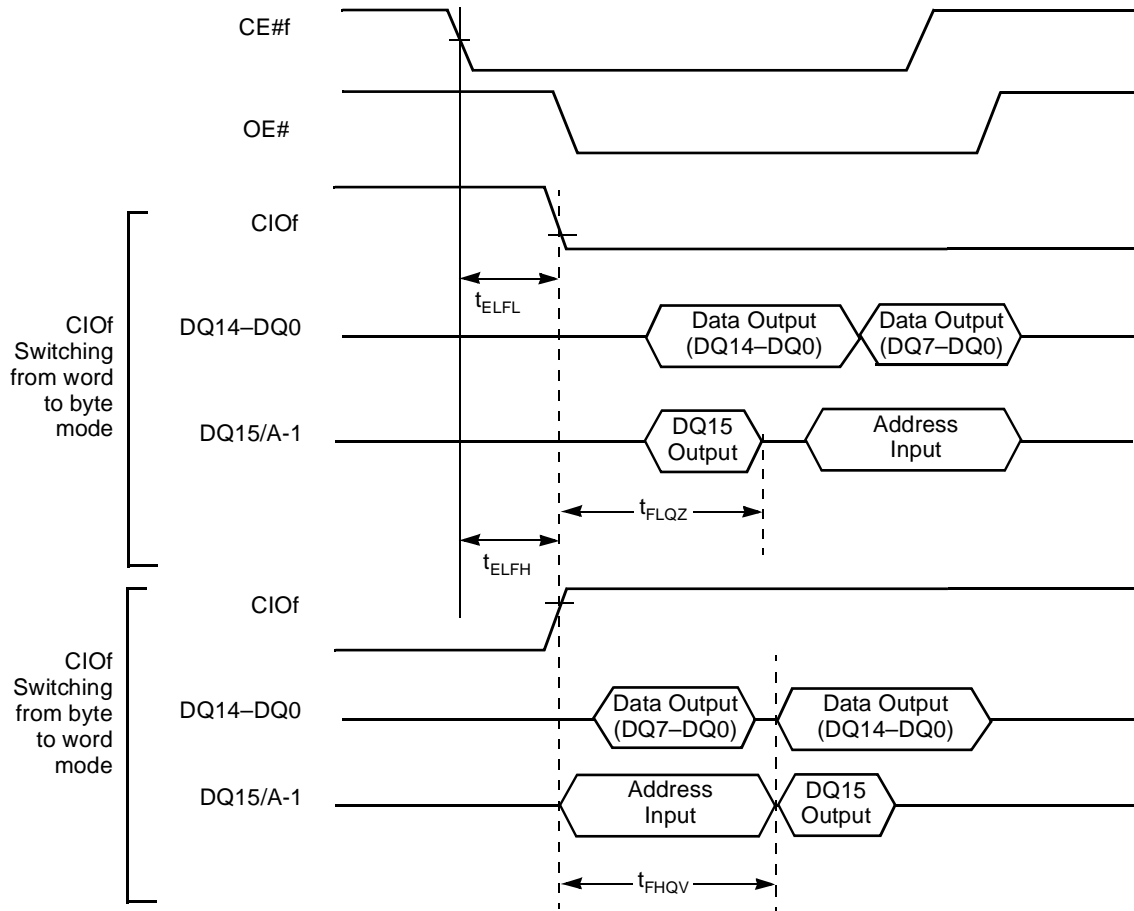 CE#f
OE#
CIOf
tELFL
CIOf
Switching
from word
to byte
mode
DQ14–DQ0
Data Output
(DQ14–DQ0)
Data Output
(DQ7–DQ0)
DQ15/A-1
DQ15
Output
Address
Input
tFLQZ
tELFH
CIOf
CIOf
Switching
from byte
to word
mode
DQ14–DQ0
Data Output
(DQ7–DQ0)
Data Output
(DQ14–DQ0)
DQ15/A-1
Address
Input
DQ15
Output
tFHQV